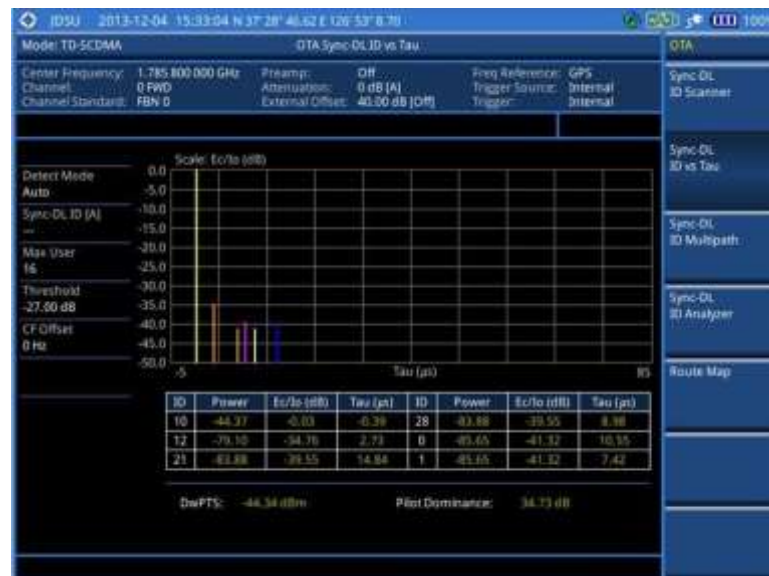 JDSU 2013-12-04 15:33:04 N 37° 28' 40.62 E 126° 53' 8.70 100%
Mode: TD-SCDMA OTA Sync-DL ID vs Tau OTA
Center Frequency: 1.785 800 000 GHz Preamp: Off Freq Reference: GPS
Channel: 0 FWD Attenuation: 0 dB [A] Trigger Source: Internal
Channel Standard: FBN 0 External Offset: 40.00 dB [Off] Trigger: Internal
Sync-DL
ID Scanner
Sync-DL
ID vs Tau
Sync-DL
ID Multipath
Sync-DL
ID Analyzer
Route Map
Detect Mode
Auto
Sync-DL ID [A]
---
Max User
16
Threshold
-27.00 dB
CF Offset
0 Hz
Scale: Ec/Io (dB)
0.0
-5.0
-10.0
-15.0
-20.0
-25.0
-30.0
-35.0
-40.0
-45.0
-50.0
-5 Tau (µs) 85
ID Power Ec/Io (dB) Tau (µs) ID Power Ec/Io (dB) Tau (µs)
10 -44.37 -0.03 -0.39 28 -83.88 -39.55 8.98
12 -79.10 -34.76 2.73 0 -85.65 -41.32 10.55
21 -83.88 -39.55 14.84 1 -85.65 -41.32 7.42
DwPTS: -44.34 dBm Pilot Dominance: 34.73 dB